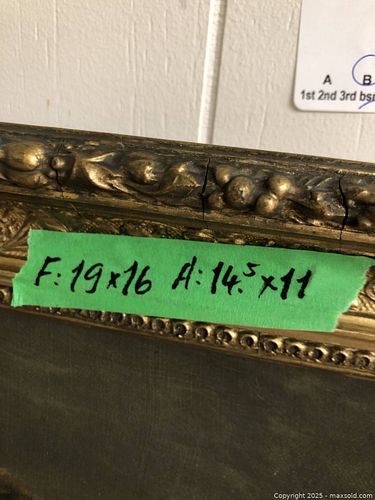 A B
1st 2nd 3rd
F: 19x16 A: 14.5x11
Copyright 2025 - maxsold.com